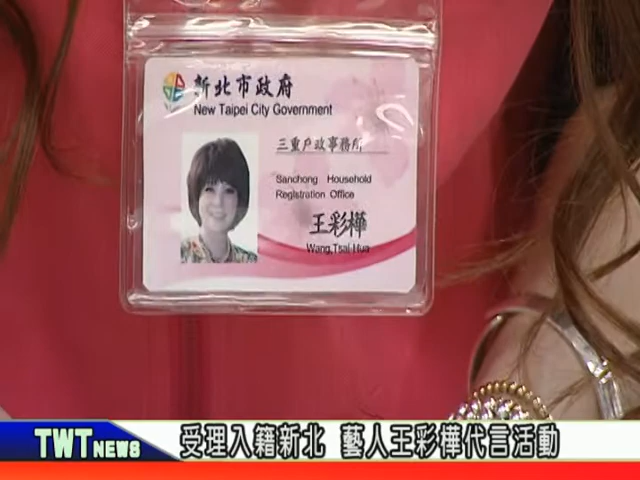 新北市政府
New Taipei City Government
三重戶政事務所
Sanchong Household
Registration Office
王彩樺
Wang,Tsai-Hua
TWT NEWS
受理入籍新北 藝人王彩樺代言活動